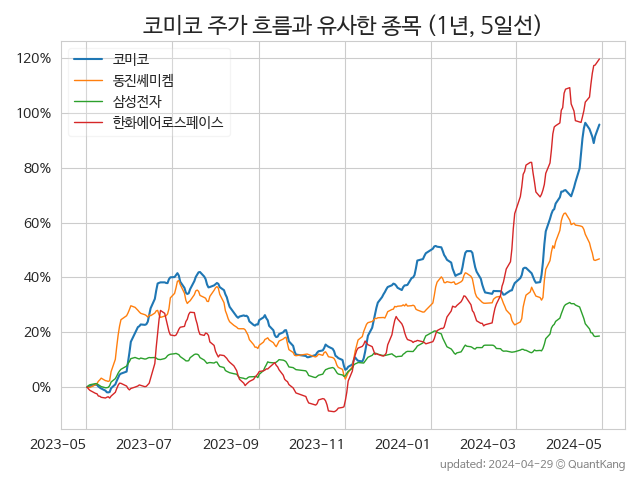 코미코 주가 흐름과 유사한 종목 (1년, 5일선)
코미코
동진쎄미켐
삼성전자
한화에어로스페이스
120%
100%
80%
60%
40%
20%
0%
2023-05 2023-07 2023-09 2023-11 2024-01 2024-03 2024-05
updated: 2024-04-29 © QuantKang